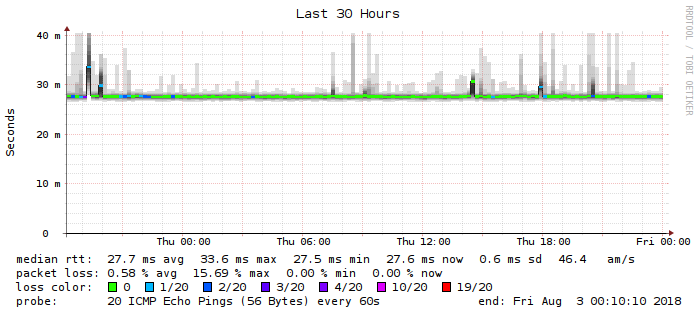 Last 30 Hours
RRDTOOL / TOBI OETIKER
Seconds
40 m
30 m
20 m
10 m
0
Thu 00:00 Thu 06:00 Thu 12:00 Thu 18:00 Fri 00:00
median rtt: 27.7 ms avg 33.6 ms max 27.5 ms min 27.6 ms now 0.6 ms sd 46.4 am/s
packet loss: 0.58 % avg 15.69 % max 0.00 % min 0.00 % now
loss color: 0 1/20 2/20 3/20 4/20 10/20 19/20
probe: 20 ICMP Echo Pings (56 Bytes) every 60s end: Fri Aug 3 00:10:10 2018